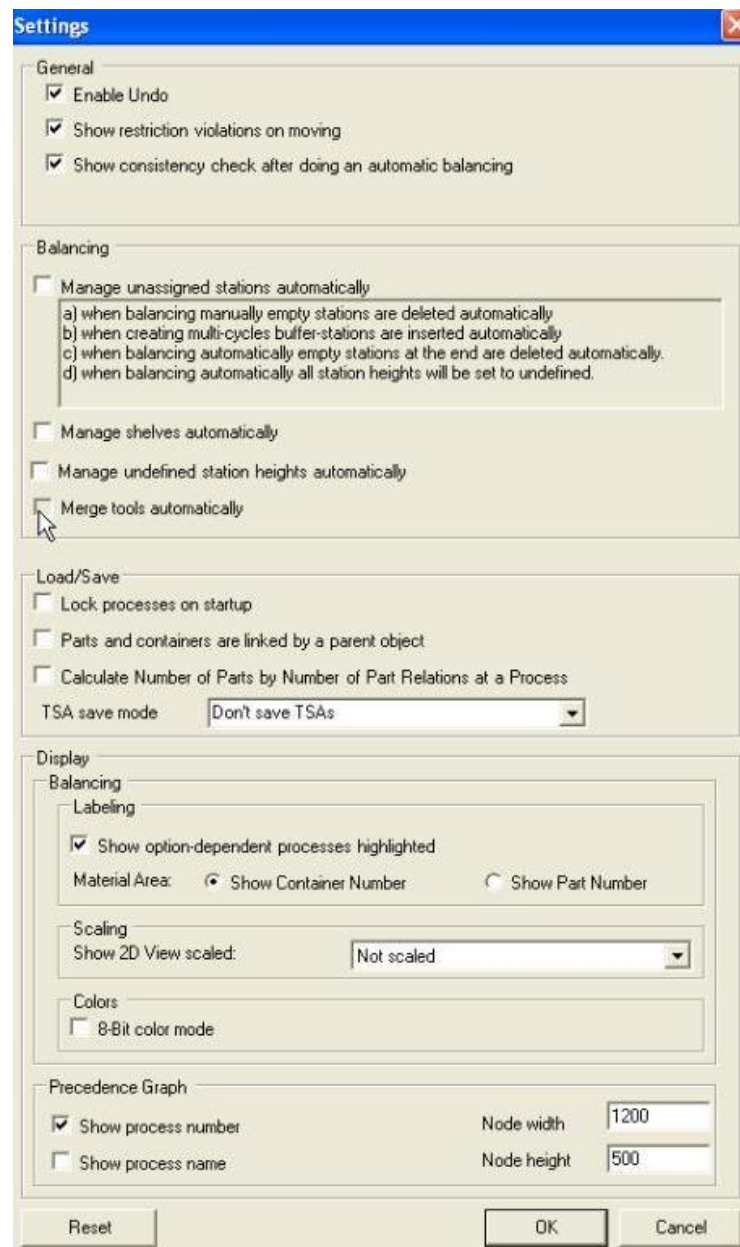 Settings
General
Enable Undo
Show restriction violations on moving
Show consistency check after doing an automatic balancing
Balancing
Manage unassigned stations automatically
a) when balancing manually empty stations are deleted automatically
b) when creating multi-cycles buffer-stations are inserted automatically
c) when balancing automatically empty stations at the end are deleted automatically.
d) when balancing automatically all station heights will be set to undefined.
Manage shelves automatically
Manage undefined station heights automatically
Merge tools automatically
Load/Save
Lock processes on startup
Parts and containers are linked by a parent object
Calculate Number of Parts by Number of Part Relations at a Process
TSA save mode Don't save TSAs
Display
Balancing
Labeling
Show option-dependent processes highlighted
Material Area: Show Container Number Show Part Number
Scaling
Show 2D View scaled: Not scaled
Colors
8-Bit color mode
Precedence Graph
Show process number Node width 1200
Show process name Node height 500
Reset OK Cancel